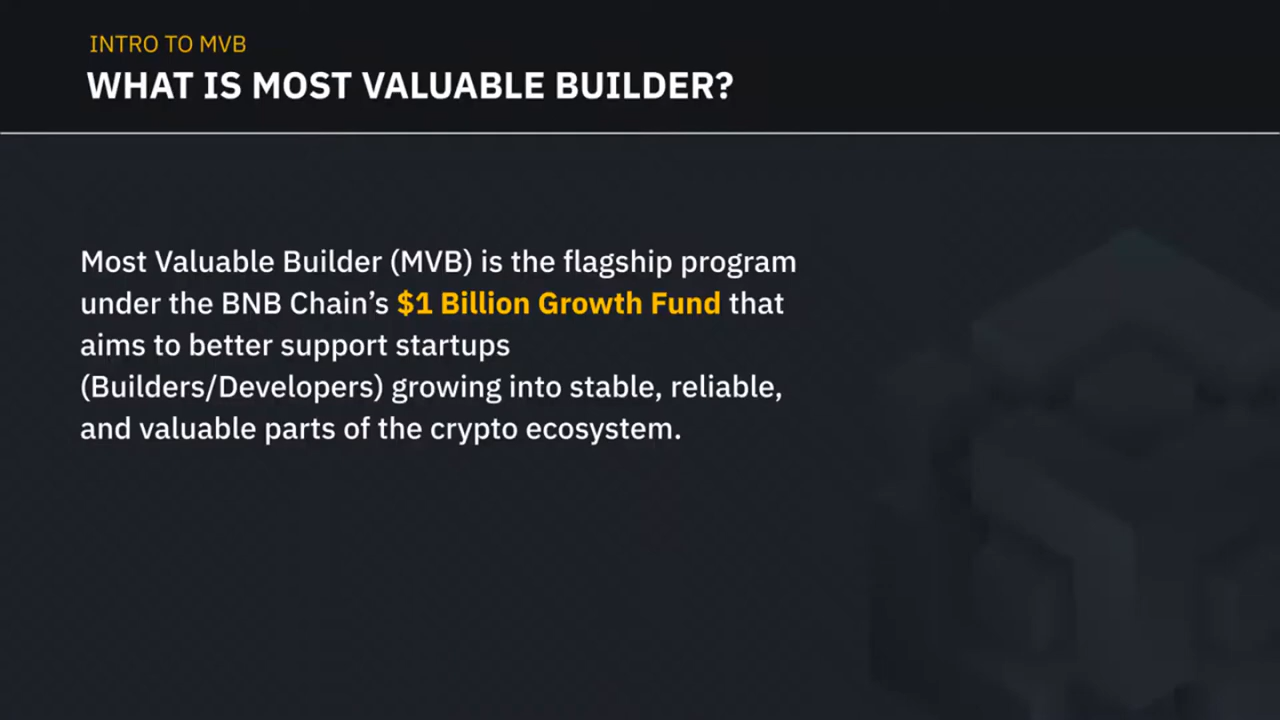 INTRO TO MVB
WHAT IS MOST VALUABLE BUILDER?
Most Valuable Builder (MVB) is the flagship program
under the BNB Chain’s $1 Billion Growth Fund that
aims to better support startups
(Builders/Developers) growing into stable, reliable,
and valuable parts of the crypto ecosystem.